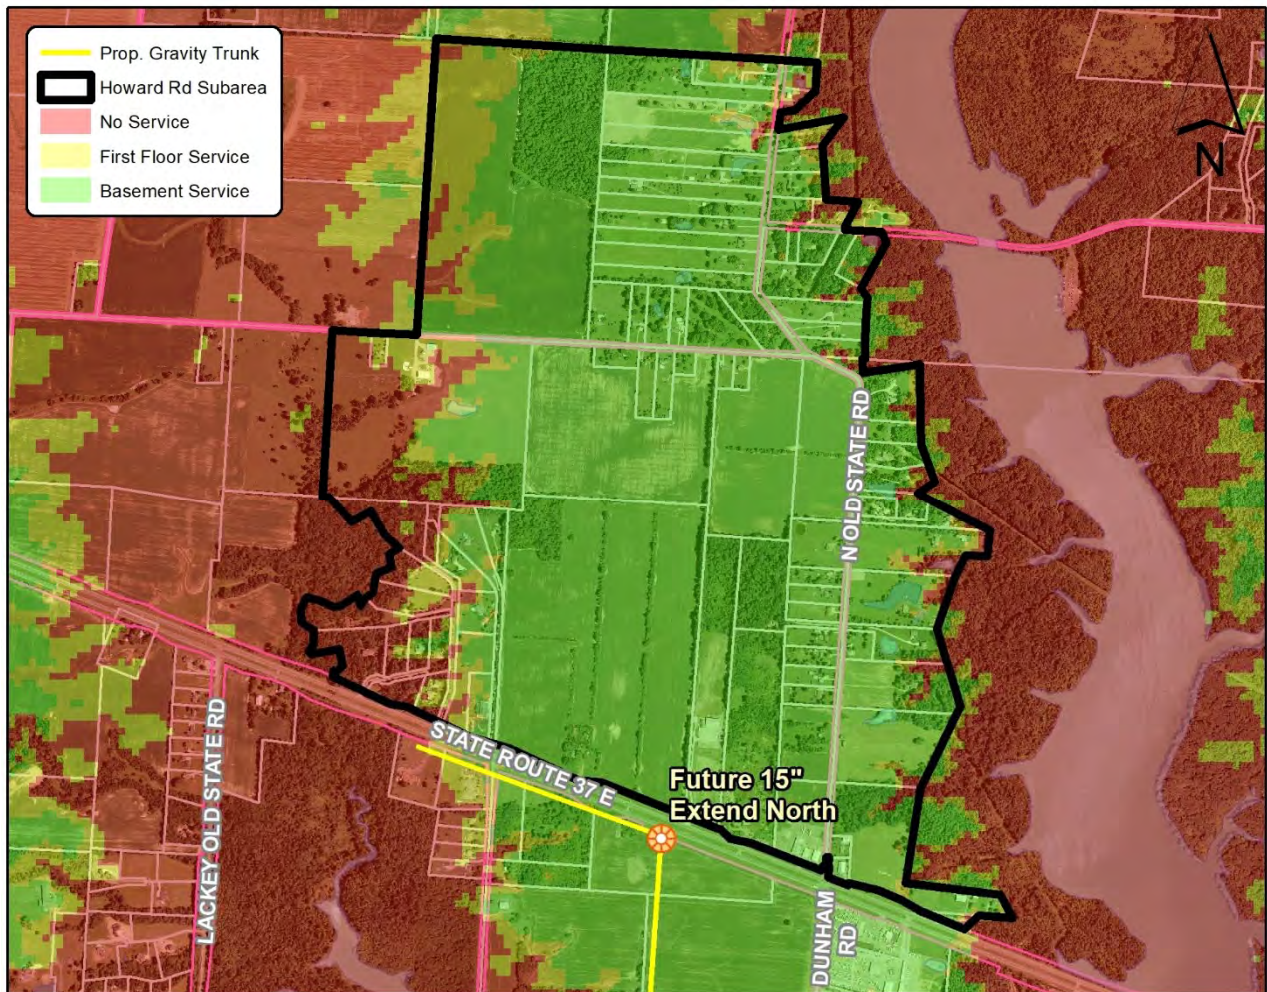 Prop. Gravity Trunk
Howard Rd Subarea
No Service
First Floor Service
Basement Service
N
N OLD STATE RD
STATE ROUTE 37 E
Future 15"
Extend North
LACKEY OLD STATE RD
DUNHAM
RD